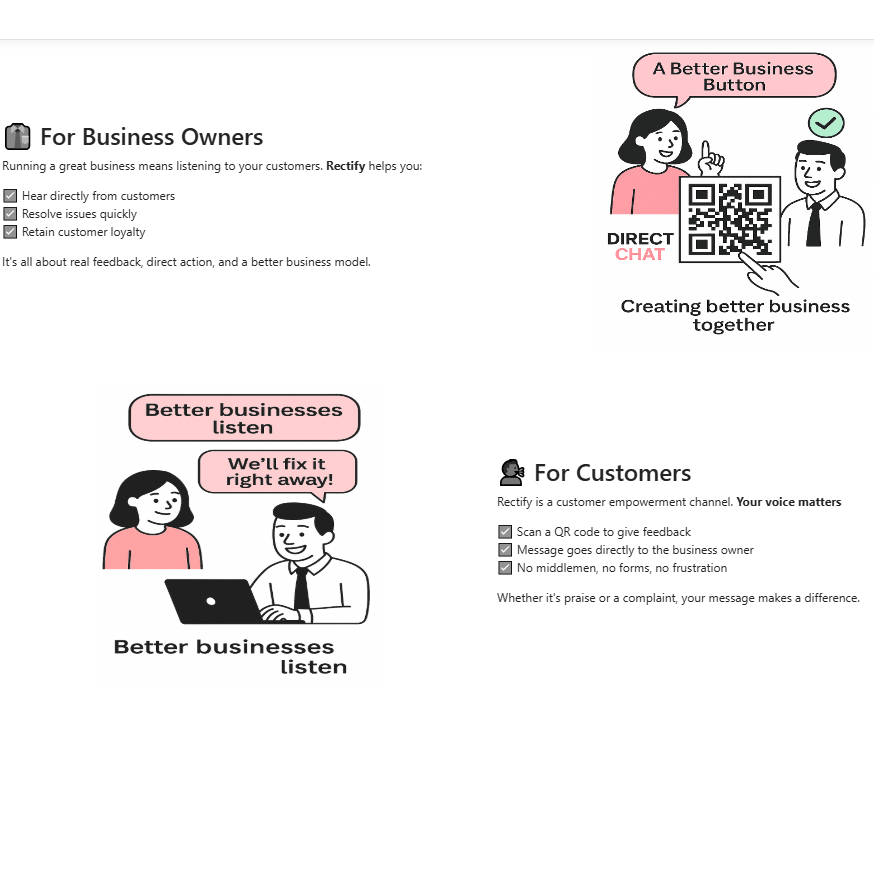 For Business Owners
Running a great business means listening to your customers. Rectify helps you:
Hear directly from customers
Resolve issues quickly
Retain customer loyalty
It's all about real feedback, direct action, and a better business model.
A Better Business
Button
DIRECT
CHAT
Creating better business
together
Better businesses
listen
We'll fix it
right away!
Better businesses
listen
For Customers
Rectify is a customer empowerment channel. Your voice matters
Scan a QR code to give feedback
Message goes directly to the business owner
No middlemen, no forms, no frustration
Whether it's praise or a complaint, your message makes a difference.